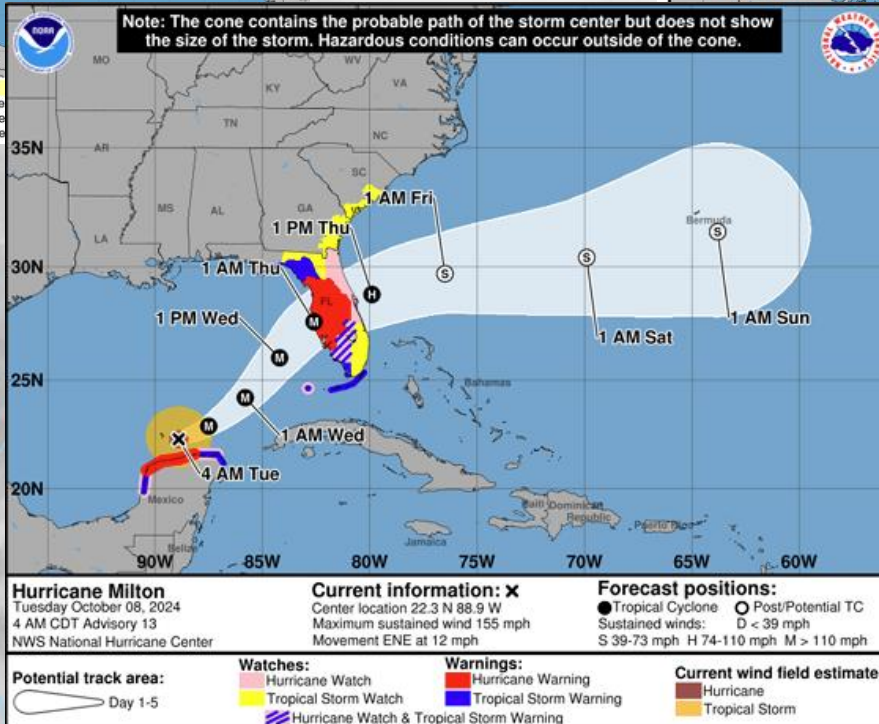 Note: The cone contains the probable path of the storm center but does not show
the size of the storm. Hazardous conditions can occur outside of the cone.
NOAA
NATIONAL WEATHER SERVICE
MO
WV
KY
VA
35N
TN
NC
AR
SC
MS
AL
GA
1 AM Fri
LA
1 PM Thu
Bermuda
S
30N
1 AM Thu
S
S
FL
H
M
1 PM Wed
1 AM Sat
1 AM Sun
M
25N
M
Bahamas
M
1 AM Wed
4 AM Tue
20N
Mexico
Haiti
Dominican
Republic
Puerto Rico
Jamaica
Belize
90W
85W
80W
75W
70W
65W
60W
Hurricane Milton
Tuesday October 08, 2024
4 AM CDT Advisory 13
NWS National Hurricane Center
Current information: ×
Center location 22.3 N 88.9 W
Maximum sustained wind 155 mph
Movement ENE at 12 mph
Forecast positions:
● Tropical Cyclone ○ Post/Potential TC
Sustained winds: D < 39 mph
S 39-73 mph H 74-110 mph M > 110 mph
Potential track area:
Day 1-5
Watches:
Hurricane Watch
Tropical Storm Watch
Hurricane Watch & Tropical Storm Warning
Warnings:
Hurricane Warning
Tropical Storm Warning
Current wind field estimate
Hurricane
Tropical Storm